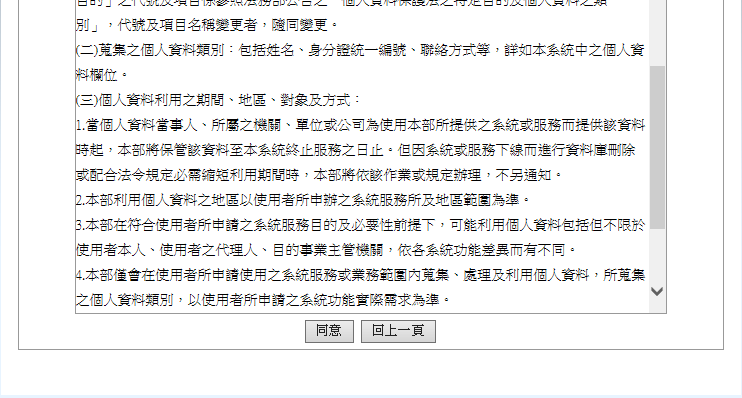 目的」之代號及項目係參照法務部公告之「個人資料保護法之特定目的及個人資料之類
別」，代號及項目名稱變更者，隨同變更。
(二)蒐集之個人資料類別：包括姓名、身分證統一編號、聯絡方式等，詳如本系統中之個人資
料欄位。
(三)個人資料利用之期間、地區、對象及方式：
1.當個人資料當事人、所屬之機關、單位或公司為使用本部所提供之系統或服務而提供該資料
時起，本部將保管該資料至本系統終止服務之日止。但因系統或服務下線而進行資料庫刪除
或配合法令規定必需縮短利用期間時，本部將依該作業或規定辦理，不另通知。
2.本部利用個人資料之地區以使用者所申辦之系統服務所及地區範圍為準。
3.本部在符合使用者所申請之系統服務目的及必要性前提下，可能利用個人資料包括但不限於
使用者本人、使用者之代理人、目的事業主管機關，依各系統功能差異而有不同。
4.本部僅會在使用者所申請使用之系統服務或業務範圍內蒐集、處理及利用個人資料，所蒐集
之個人資料類別，以使用者所申請之系統功能實際需求為準。
同意 回上一頁